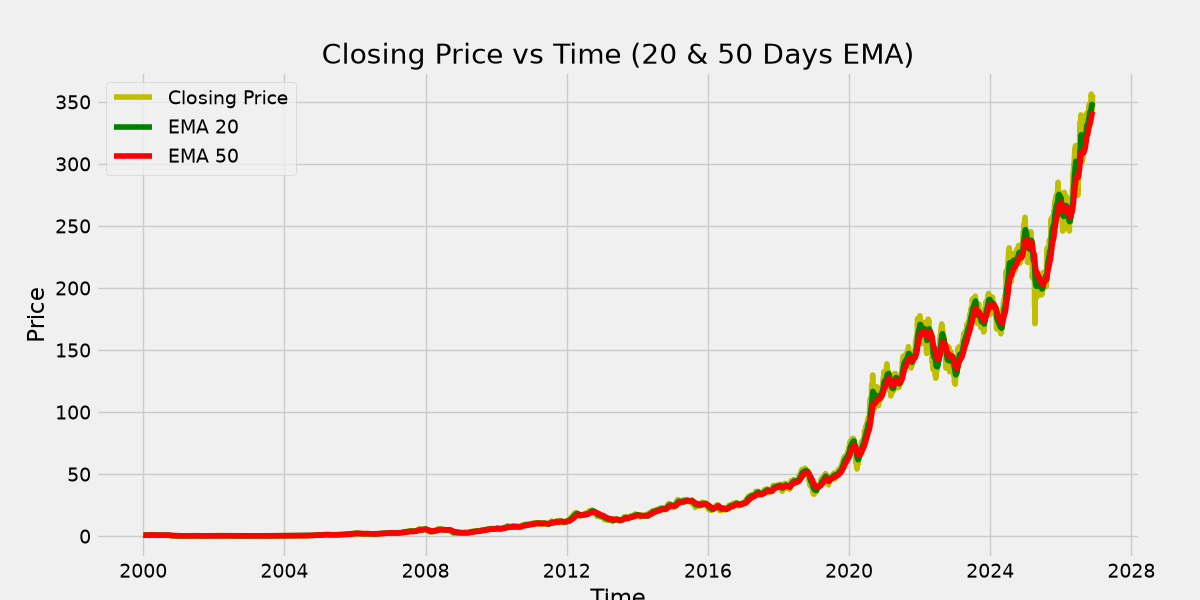 Closing Price vs Time (20 & 50 Days EMA)
Closing Price
EMA 20
EMA 50
350
300
250
200
150
100
50
0
Price
2000 2004 2008 2012 2016 2020 2024 2028
Time